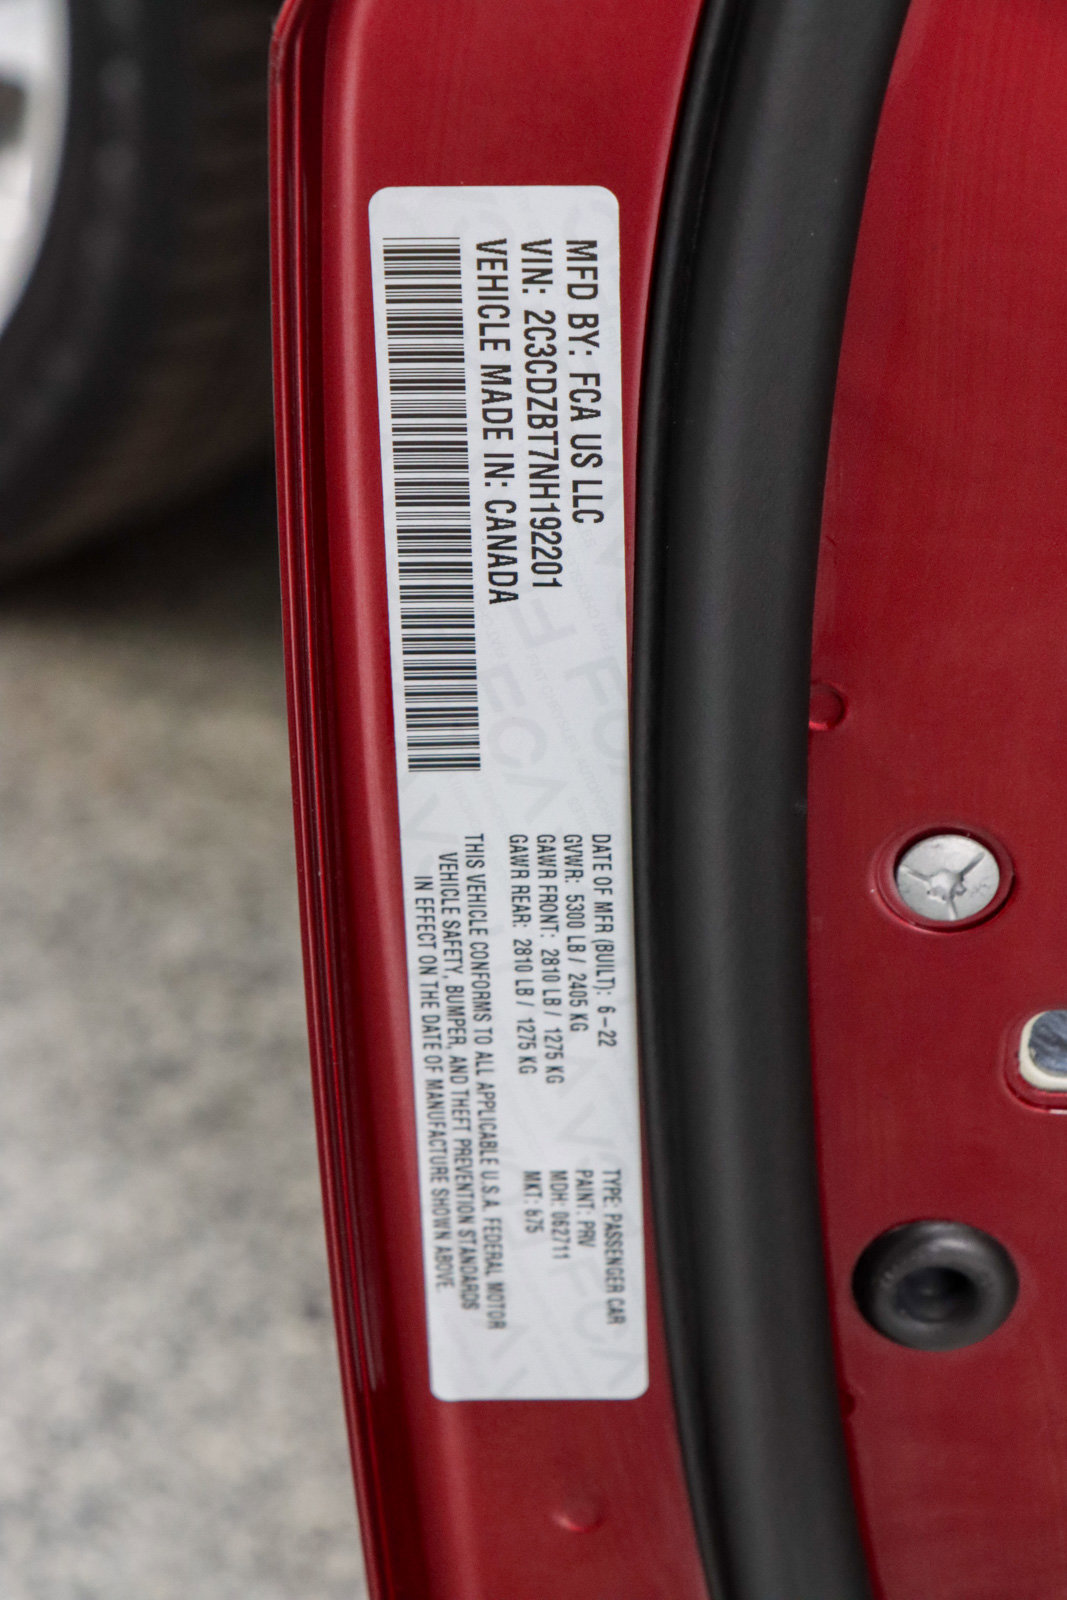 MFD BY: FCA US LLC
VIN: 2C3CDZBT7NH192201
VEHICLE MADE IN: CANADA
DATE OF MFR (BUILT): 6-22
GVWR: 5300 LB / 2405 KG
GAWR FRONT: 2810 LB / 1275 KG
GAWR REAR: 2810 LB / 1275 KG
THIS VEHICLE CONFORMS TO ALL APPLICABLE U.S.A. FEDERAL MOTOR
VEHICLE SAFETY, BUMPER, AND THEFT PREVENTION STANDARDS
IN EFFECT ON THE DATE OF MANUFACTURE SHOWN ABOVE.
TYPE: PASSENGER CAR
PAINT: PRV
MDH: 062711
MKT:
FCA